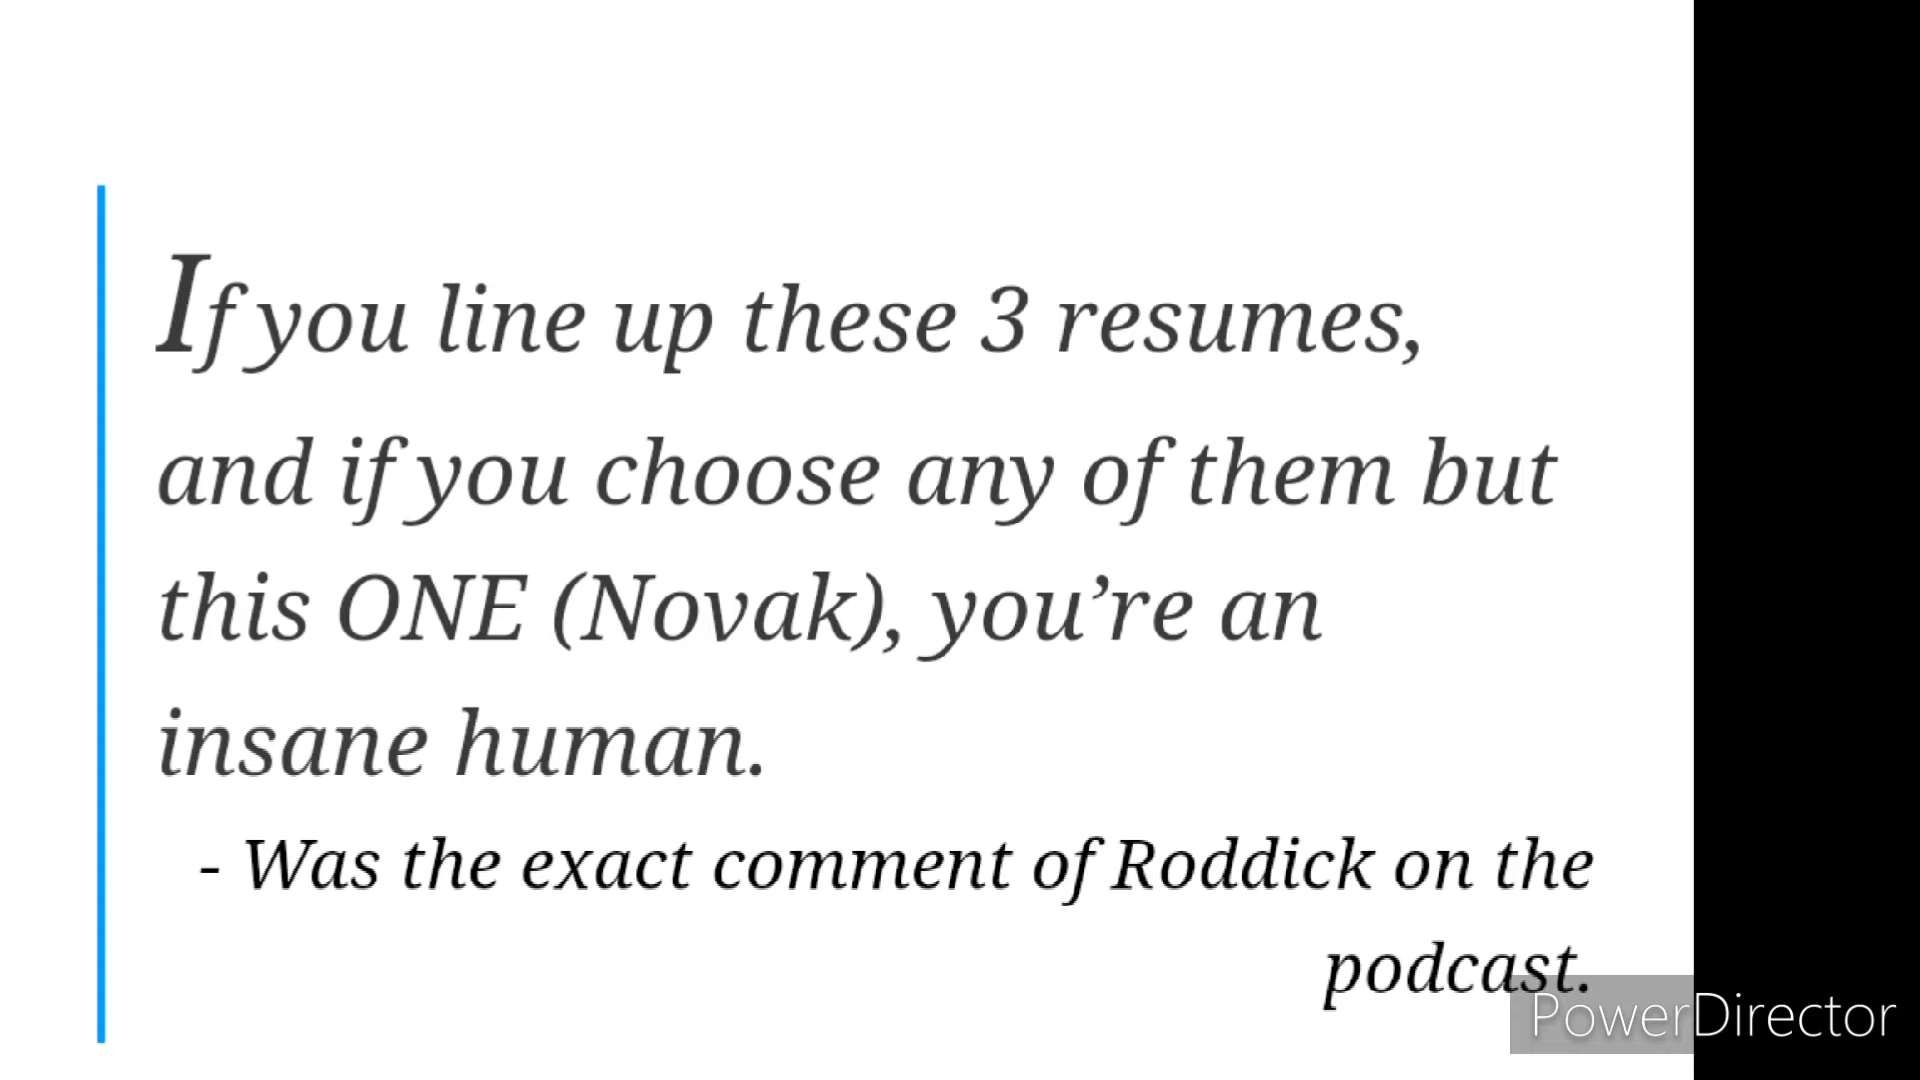 If you line up these 3 resumes,
and if you choose any of them but
this ONE (Novak), you’re an
insane human.
- Was the exact comment of Roddick on the
podcast.
PowerDirector